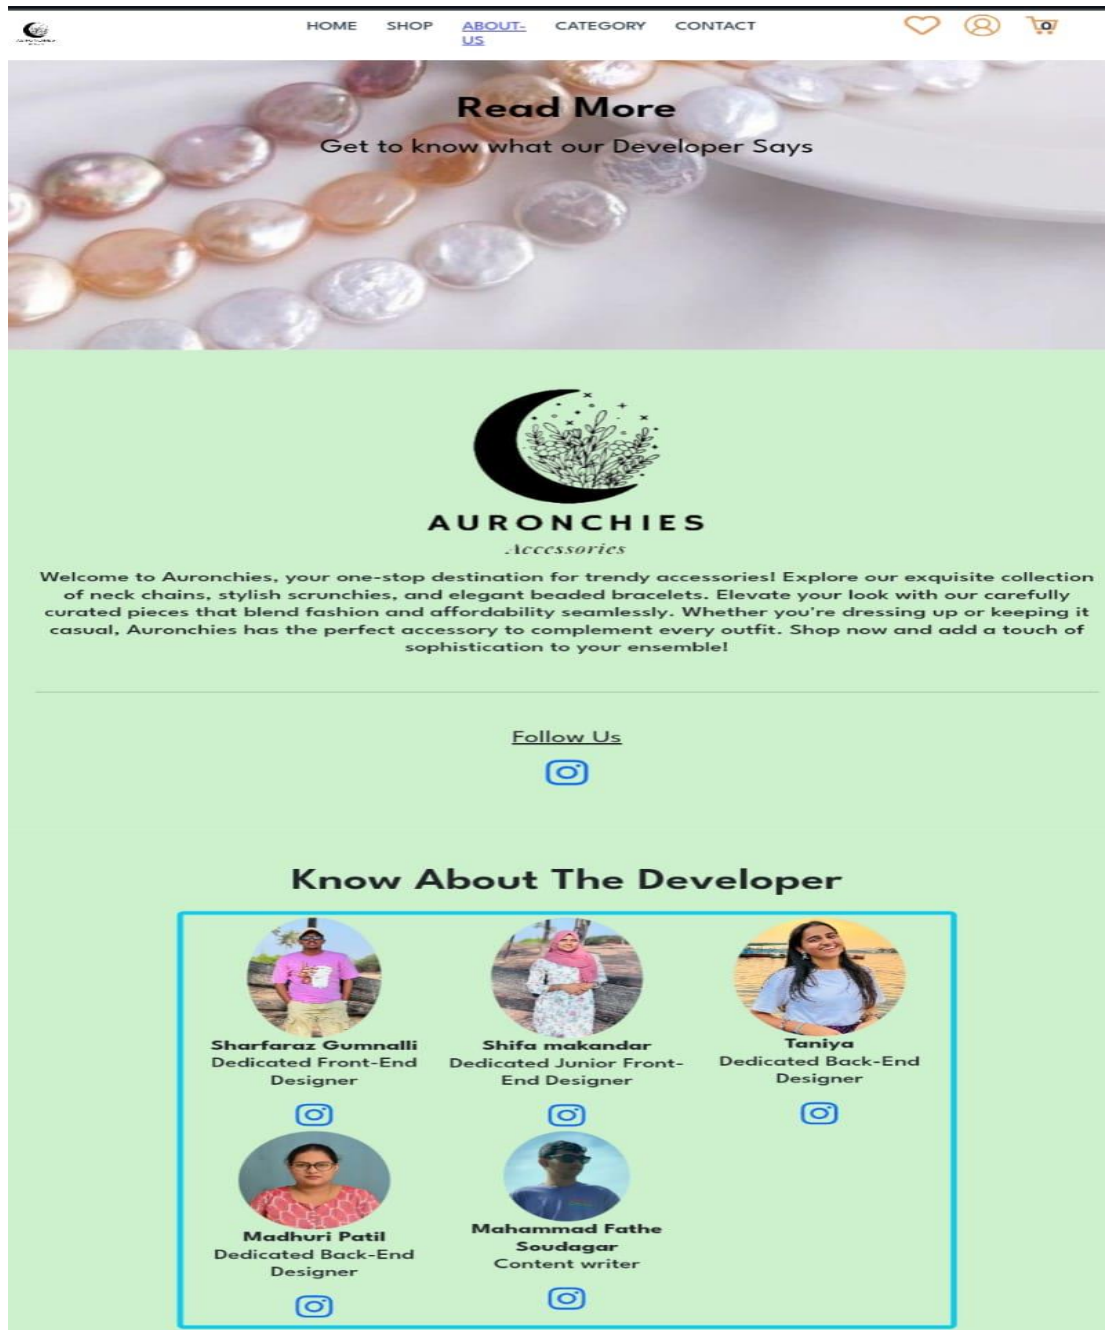 HOME SHOP ABOUT- CATEGORY CONTACT
US
0
Read More
Get to know what our Developer Says
AURONCHIES
Accessories
Welcome to Auronchies, your one-stop destination for trendy accessories! Explore our exquisite collection
of neck chains, stylish scrunchies, and elegant beaded bracelets. Elevate your look with our carefully
curated pieces that blend fashion and affordability seamlessly. Whether you're dressing up or keeping it
casual, Auronchies has the perfect accessory to complement every outfit. Shop now and add a touch of
sophistication to your ensemble!
Follow Us
Know About The Developer
Sharfaraz Gumnalli
Dedicated Front-End
Designer
Shifa makandar
Dedicated Junior Front-
End Designer
Taniya
Dedicated Back-End
Designer
Madhuri Patil
Dedicated Back-End
Designer
Mahammad Fathe
Soudagar
Content writer